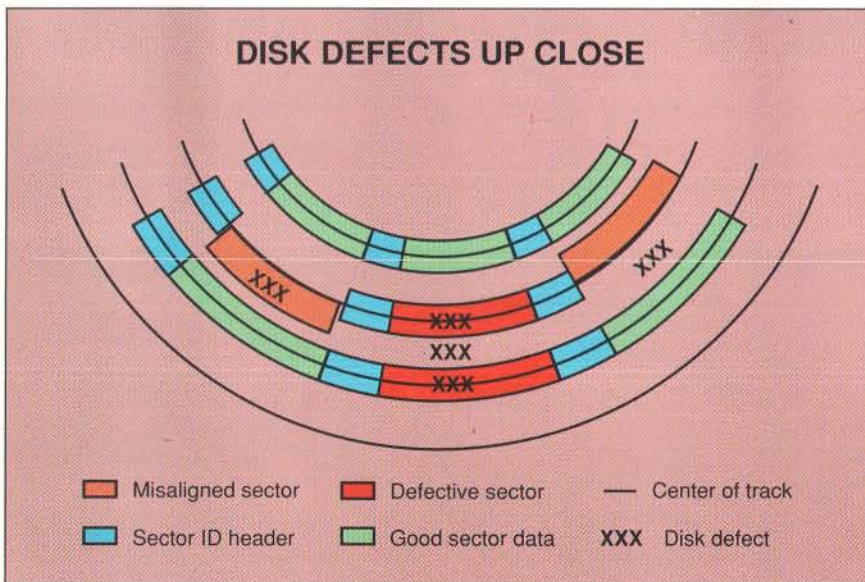 DISK DEFECTS UP CLOSE
XXX
XXX
XXX
XXX
XXX
Misaligned sector
Defective sector
Center of track
Sector ID header
Good sector data
XXX Disk defect